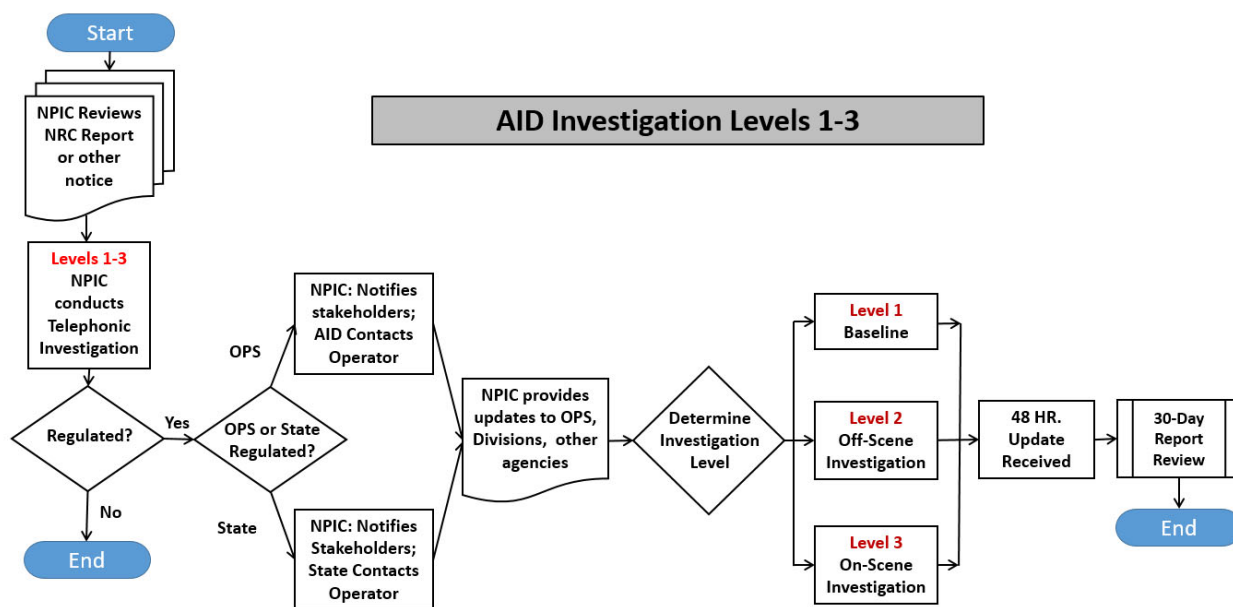 Start
NPIC Reviews
NRC Report
or other
notice
AID Investigation Levels 1-3
Levels 1-3
NPIC
conducts
Telephonic
Investigation
Regulated?
Yes
No
End
OPS or State
Regulated?
OPS
State
NPIC: Notifies
stakeholders;
AID Contacts
Operator
NPIC: Notifies
Stakeholders;
State Contacts
Operator
NPIC provides
updates to OPS,
Divisions, other
agencies
Determine
Investigation
Level
Level 1
Baseline
Level 2
Off-Scene
Investigation
Level 3
On-Scene
Investigation
48 HR.
Update
Received
30-Day
Report
Review
End